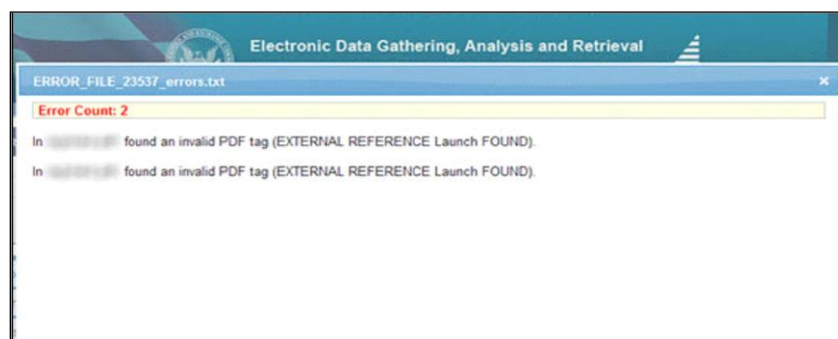 Electronic Data Gathering, Analysis and Retrieval
ERROR_FILE_23537_errors.txt
Error Count: 2
In found an invalid PDF tag (EXTERNAL REFERENCE Launch FOUND).
In found an invalid PDF tag (EXTERNAL REFERENCE Launch FOUND).